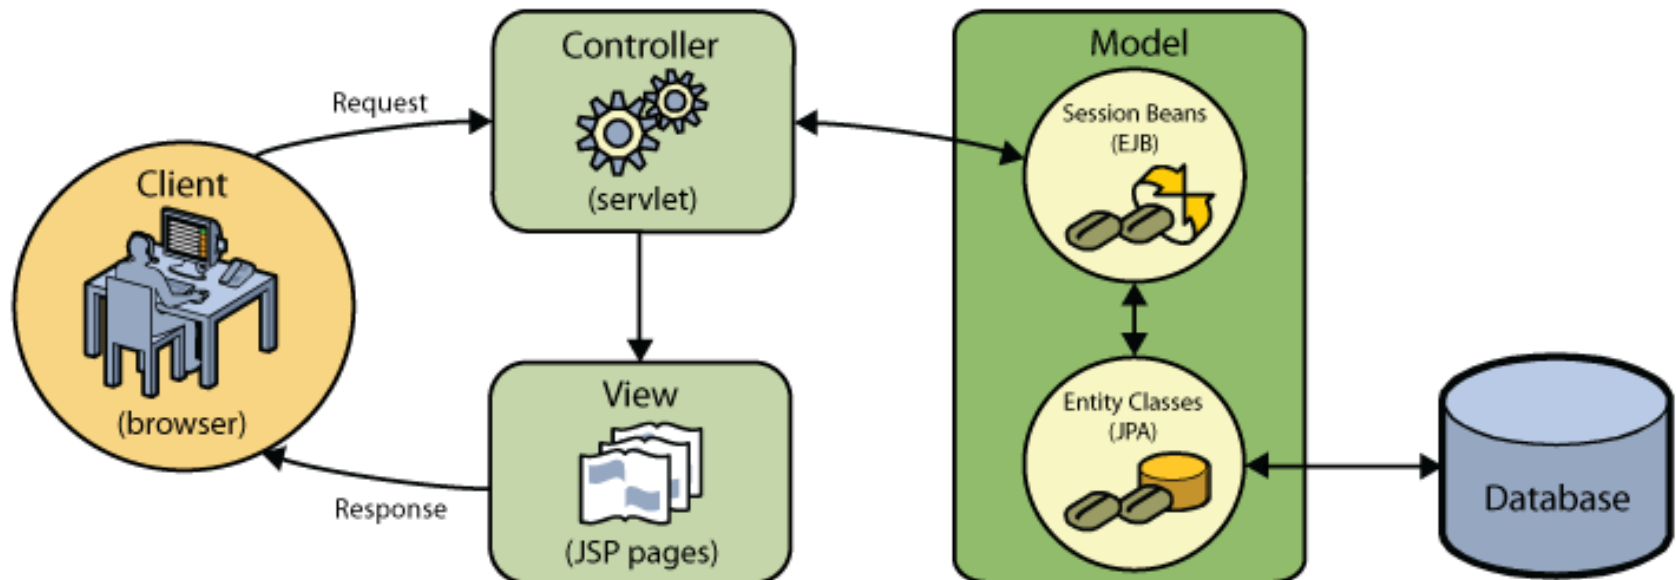 Client
(browser)
Request
Controller
(servlet)
View
(JSP pages)
Response
Model
Session Beans
(EJB)
Entity Classes
(JPA)
Database